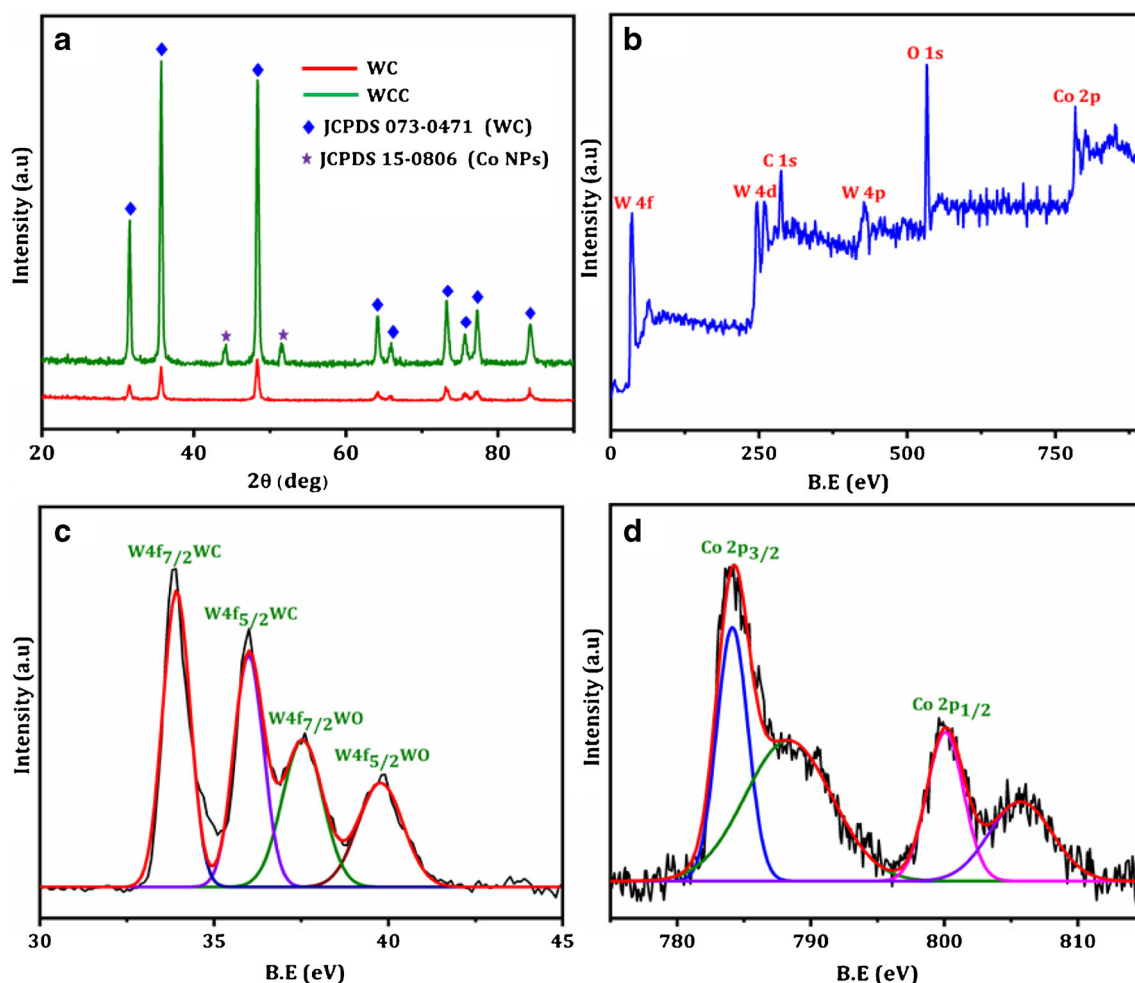 a
WC
WCC
JCPDS 073-0471 (WC)
JCPDS 15-0806 (Co NPs)
Intensity (a.u)
20 40 60 80
2θ (deg)
b
O 1s
Co 2p
C 1s
W 4f
W 4d
W 4p
Intensity (a.u)
0 250 500 750
B.E (eV)
c
W4f7/2WC
W4f5/2WC
W4f7/2WO
W4f5/2WO
Intensity (a.u)
30 35 40 45
B.E (eV)
d
Co 2p3/2
Co 2p1/2
Intensity (a.u)
780 790 800 810
B.E (eV)